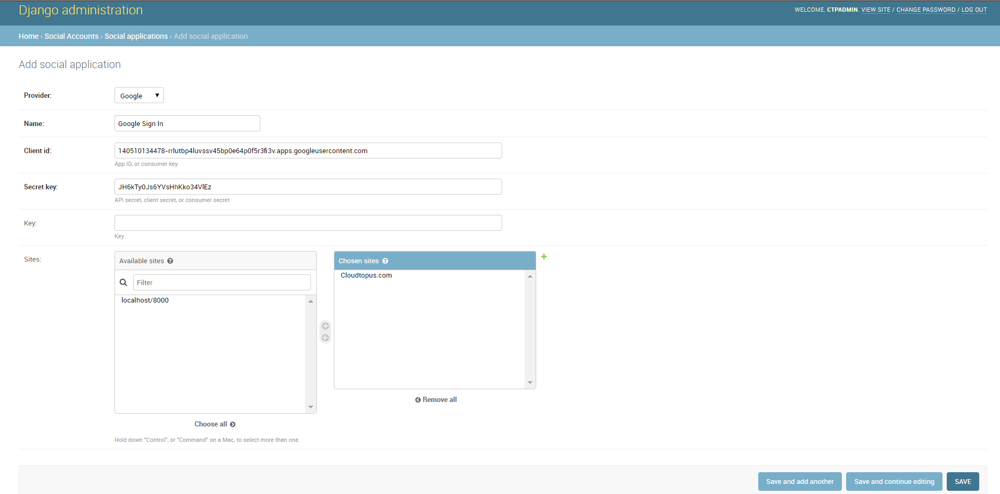 Django administration
WELCOME, CTPADMIN. VIEW SITE / CHANGE PASSWORD / LOG OUT
Home › Social Accounts › Social applications › Add social application
Add social application
Provider:
Google
Name:
Google Sign In
Client id:
140510134478-rrlutbp4luvssv45bp0e64p0f5r3fi3v.apps.googleusercontent.com
App ID, or consumer key
Secret key:
JH6kTy0Js6YVsHhKko34VlEz
API secret, client secret, or consumer secret
Key:
Key
Sites:
Available sites ?
Filter
localhost/8000
Choose all
Chosen sites ?
Cloudtopus.com
Remove all
Hold down "Control", or "Command" on a Mac, to select more than one.
Save and add another
Save and continue editing
SAVE